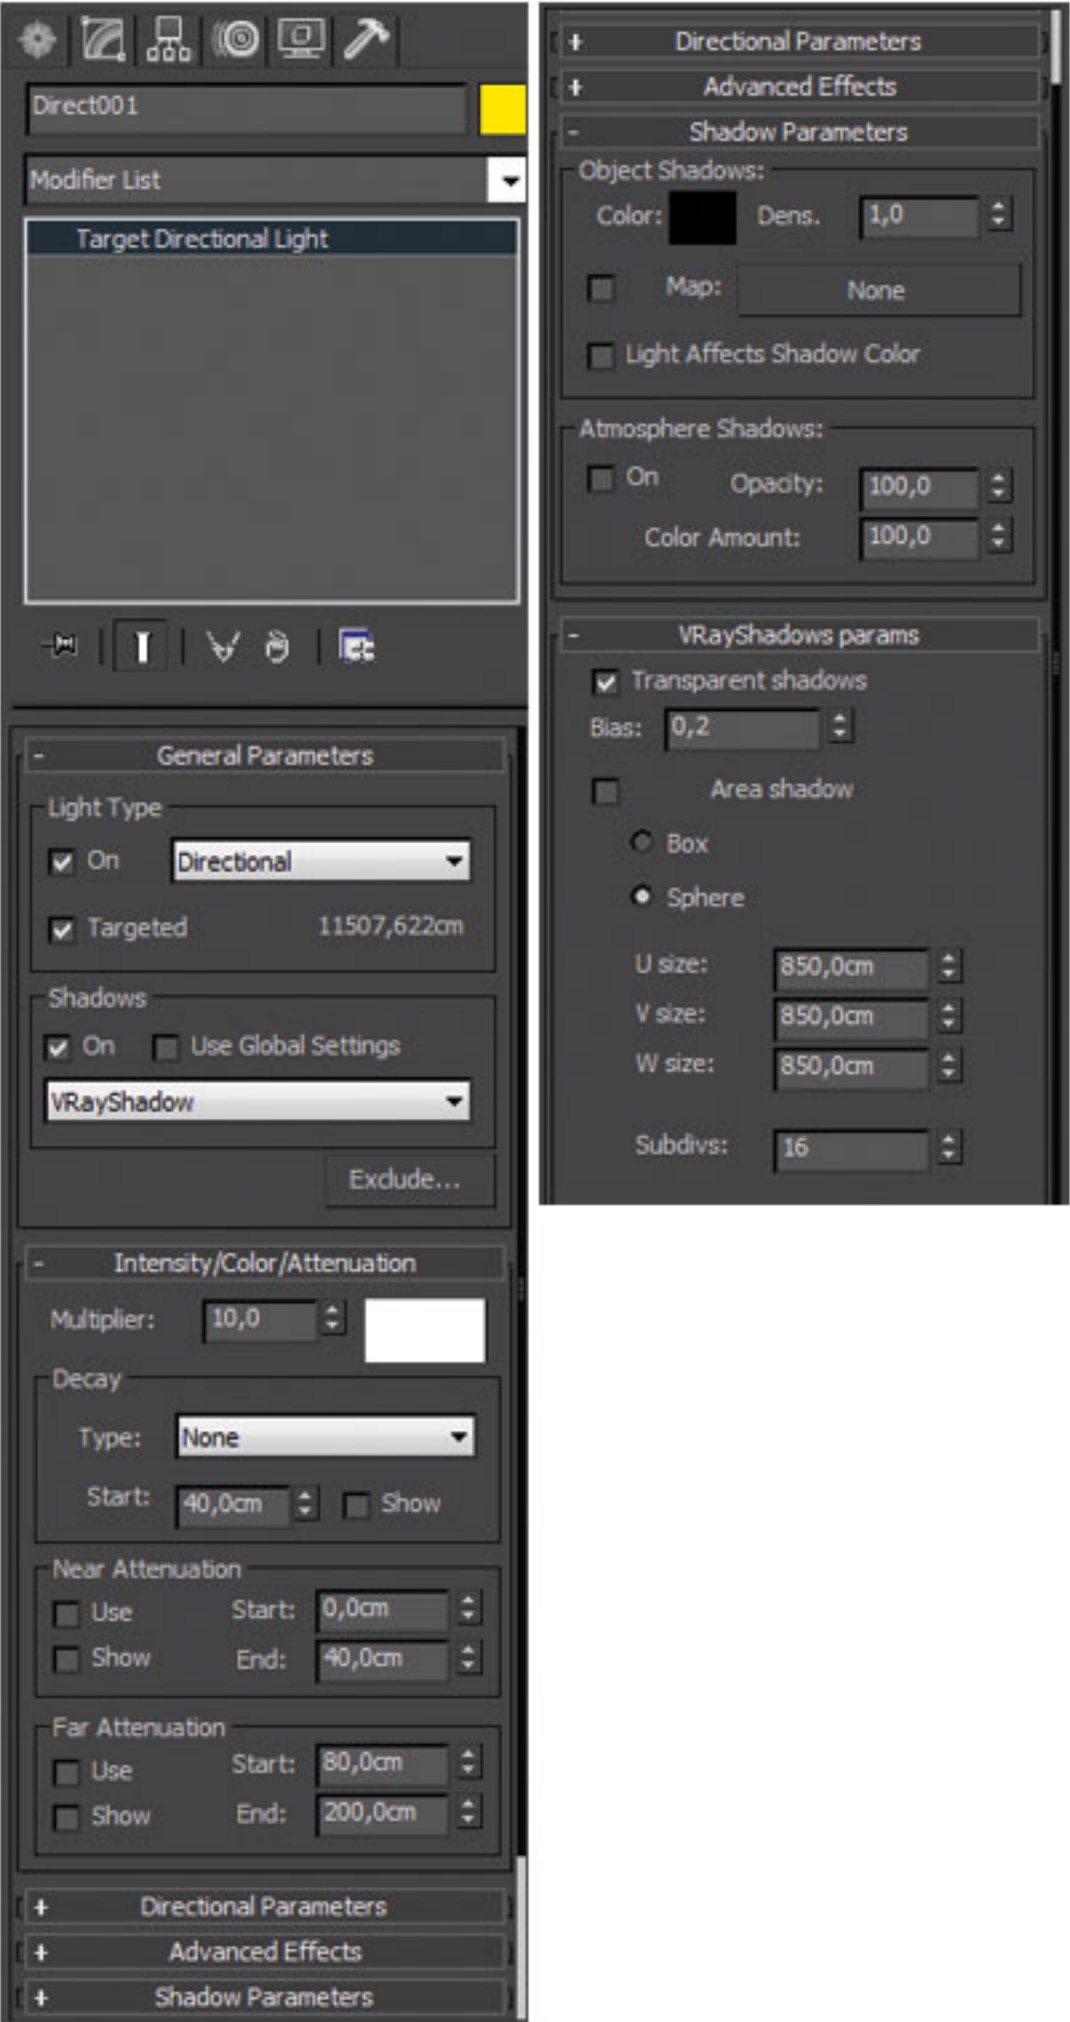 Direct001
Modifier List
Target Directional Light
- General Parameters
Light Type
On Directional
Targeted 11507,622cm
Shadows
On Use Global Settings
VRayShadow
Exclude...
- Intensity/Color/Attenuation
Multiplier: 10,0
Decay
Type: None
Start: 40,0cm Show
Near Attenuation
Use Start: 0,0cm
Show End: 40,0cm
Far Attenuation
Use Start: 80,0cm
Show End: 200,0cm
+ Directional Parameters
+ Advanced Effects
+ Shadow Parameters
+ Directional Parameters
+ Advanced Effects
- Shadow Parameters
Object Shadows:
Color: Dens. 1,0
Map: None
Light Affects Shadow Color
Atmosphere Shadows:
On Opacity: 100,0
Color Amount: 100,0
- VRayShadows params
Transparent shadows
Bias: 0,2
Area shadow
Box
Sphere
U size: 850,0cm
V size: 850,0cm
W size: 850,0cm
Subdivs: 16